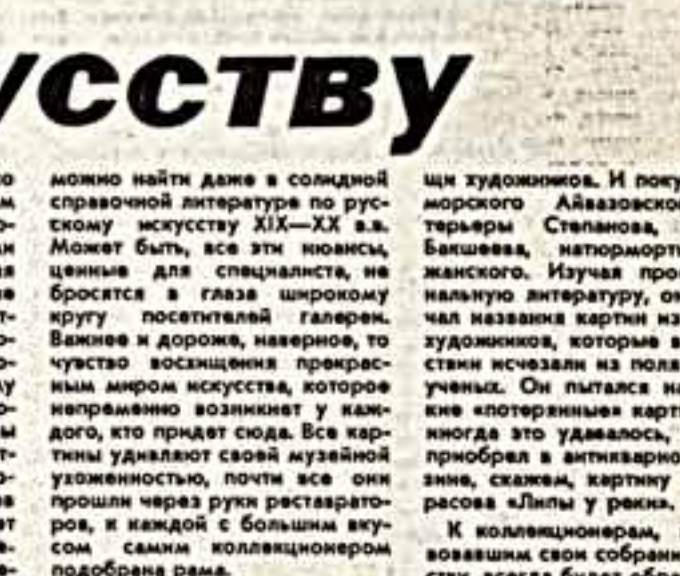 УССТВУ
можно найти даже в солидной
справочной литературе по рус-
скому искусству XIX—XX в.в.
Может быть, все эти нюансы,
ценные для специалиста, не
бросятся в глаза широкому
кругу посетителей галереи.
Важнее и дороже, наверное, то
чувство восхищения прекрас-
ным миром искусства, которое
непременно возникнет у каж-
дого, кто придет сюда. Все кар-
тины удивляют своей музейной
ухоженностью, почти все они
прошли через руки реставрато-
ров, и каждой с большим вку-
сом самим коллекционером
подобрана рама.
щи художников. И поку
морского Айвазовског
терьеры Степанова,
Бакшеева, натюрморт
жанского. Изучая про
нальную литературу, о
чал названия картин из
художников, которые в
ствии исчезали из поля
ученых. Он пытался на
кие «потерянные» карт
иногда это удавалось,
приобрел в антикварно
зине, скажем, картину
расова «Липы у реки».
К коллекционерам,
вовавшим свои собрани